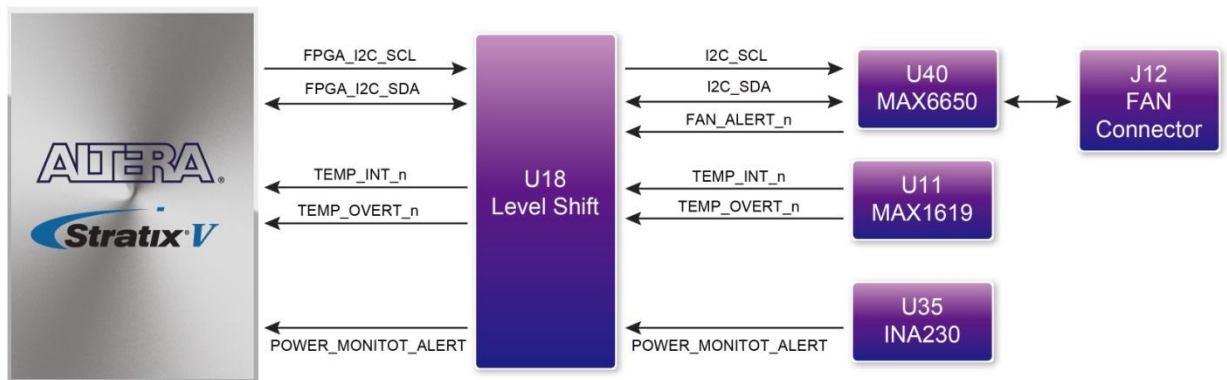 ALTERA®
Stratix® V
FPGA_I2C_SCL
FPGA_I2C_SDA
TEMP_INT_n
TEMP_OVERT_n
POWER_MONITOT_ALERT
U18
Level Shift
I2C_SCL
I2C_SDA
FAN_ALERT_n
TEMP_INT_n
TEMP_OVERT_n
POWER_MONITOT_ALERT
U40
MAX6650
U11
MAX1619
U35
INA230
J12
FAN
Connector